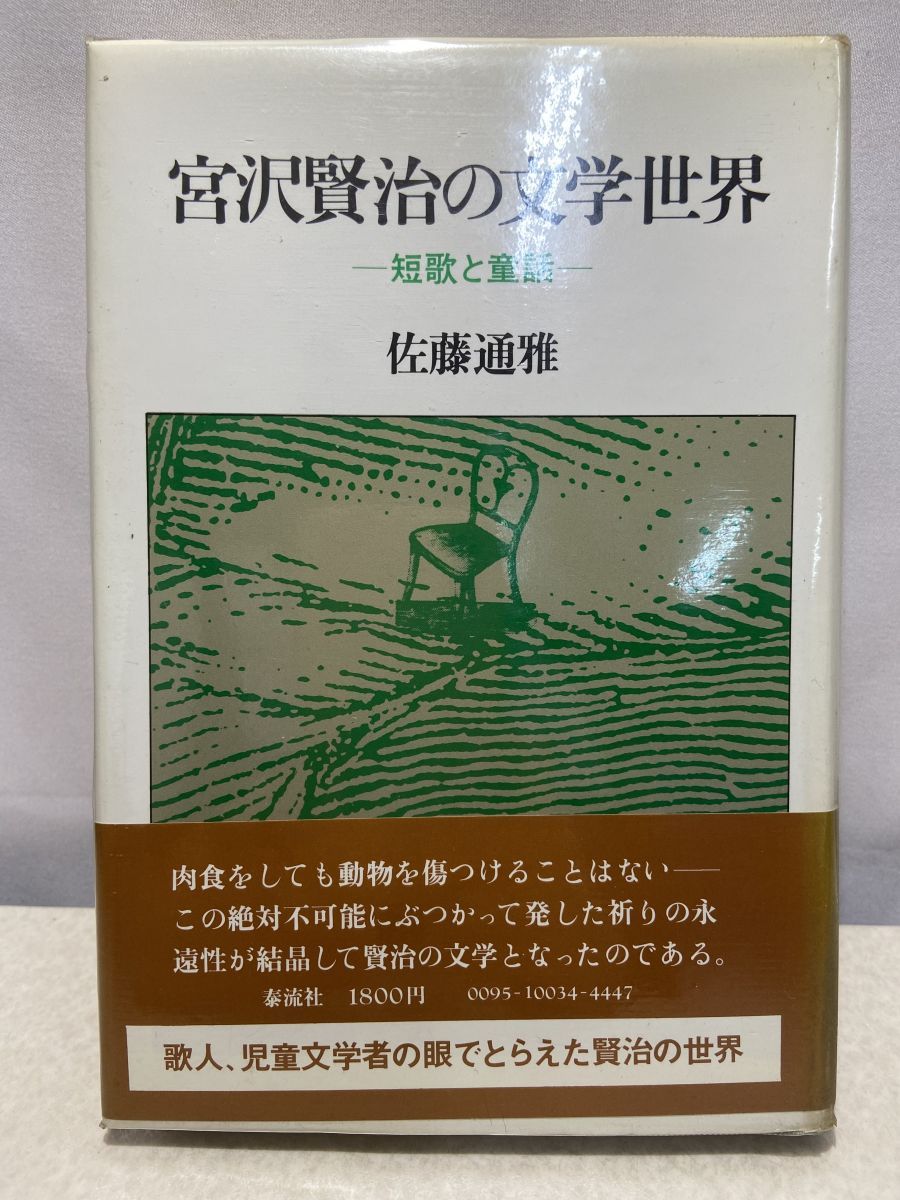 宮沢賢治の文学世界
―短歌と童話―
佐藤通雅
肉食をしても動物を傷つけることはない――
この絶対不可能にぶつかって発した祈りの永
遠性が結晶して賢治の文学となったのである。
泰流社 1800円 0095-10034-4447
歌人、児童文学者の眼でとらえた賢治の世界